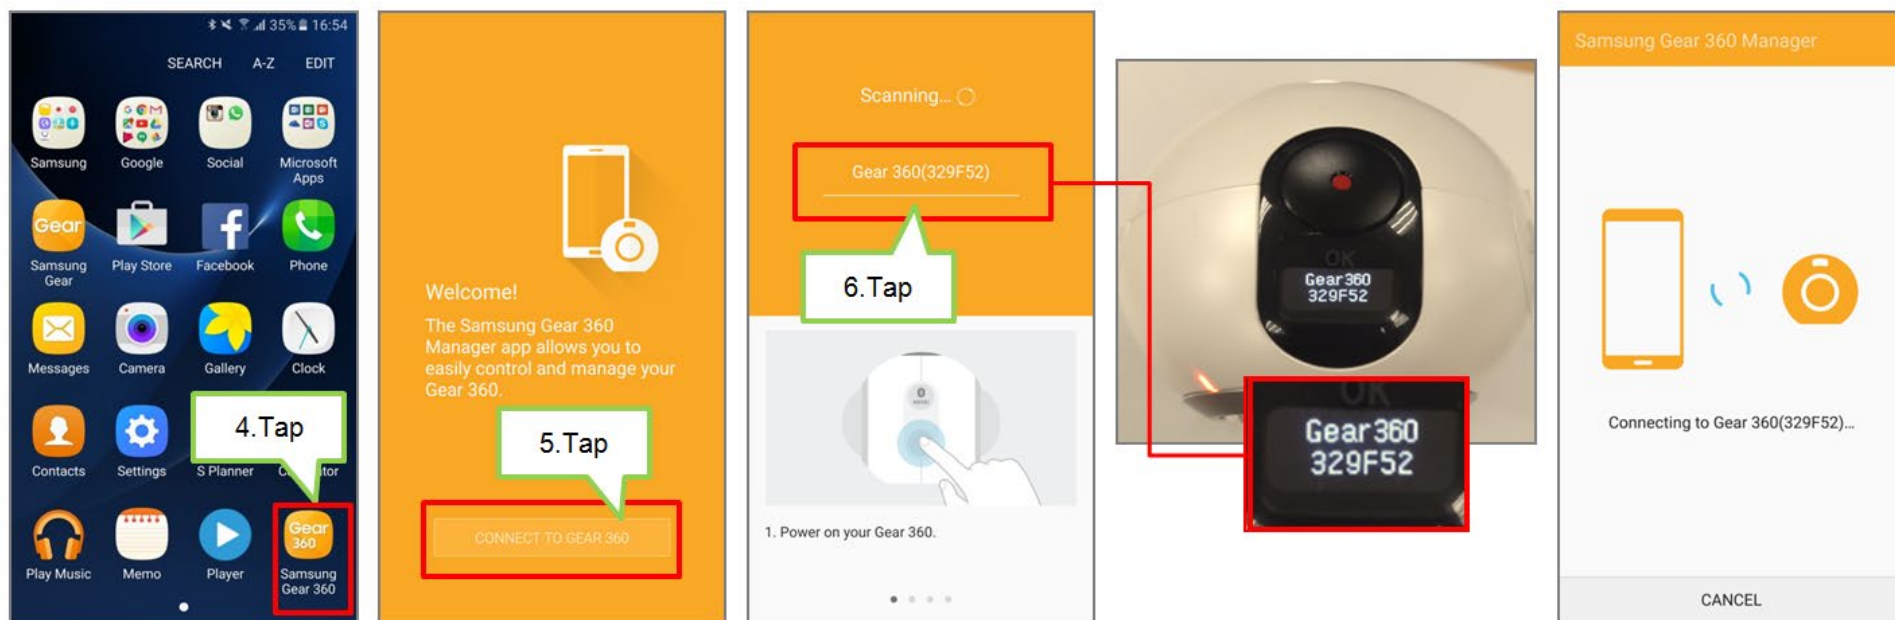 35% 16:54
SEARCH A-Z EDIT
Samsung Google Social Microsoft
Apps
Gear
Samsung Play Store Facebook Phone
Gear
Messages Camera Gallery Clock
4.Tap
Contacts Settings S Planner
Gear
360
Play Music Memo Player Samsung
Gear 360
Welcome!
The Samsung Gear 360
Manager app allows you to
easily control and manage your
Gear 360.
5.Tap
CONNECT TO GEAR 360
Scanning...
Gear 360(329F52)
6.Tap
1. Power on your Gear 360.
OK
Gear360
329F52
OK
Gear360
329F52
Samsung Gear 360 Manager
Connecting to Gear 360(329F52)...
CANCEL